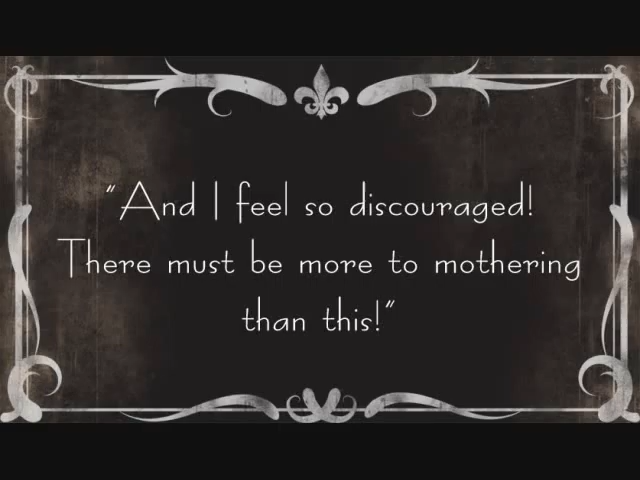 "And I feel so discouraged!
There must be more to mothering
than this!"